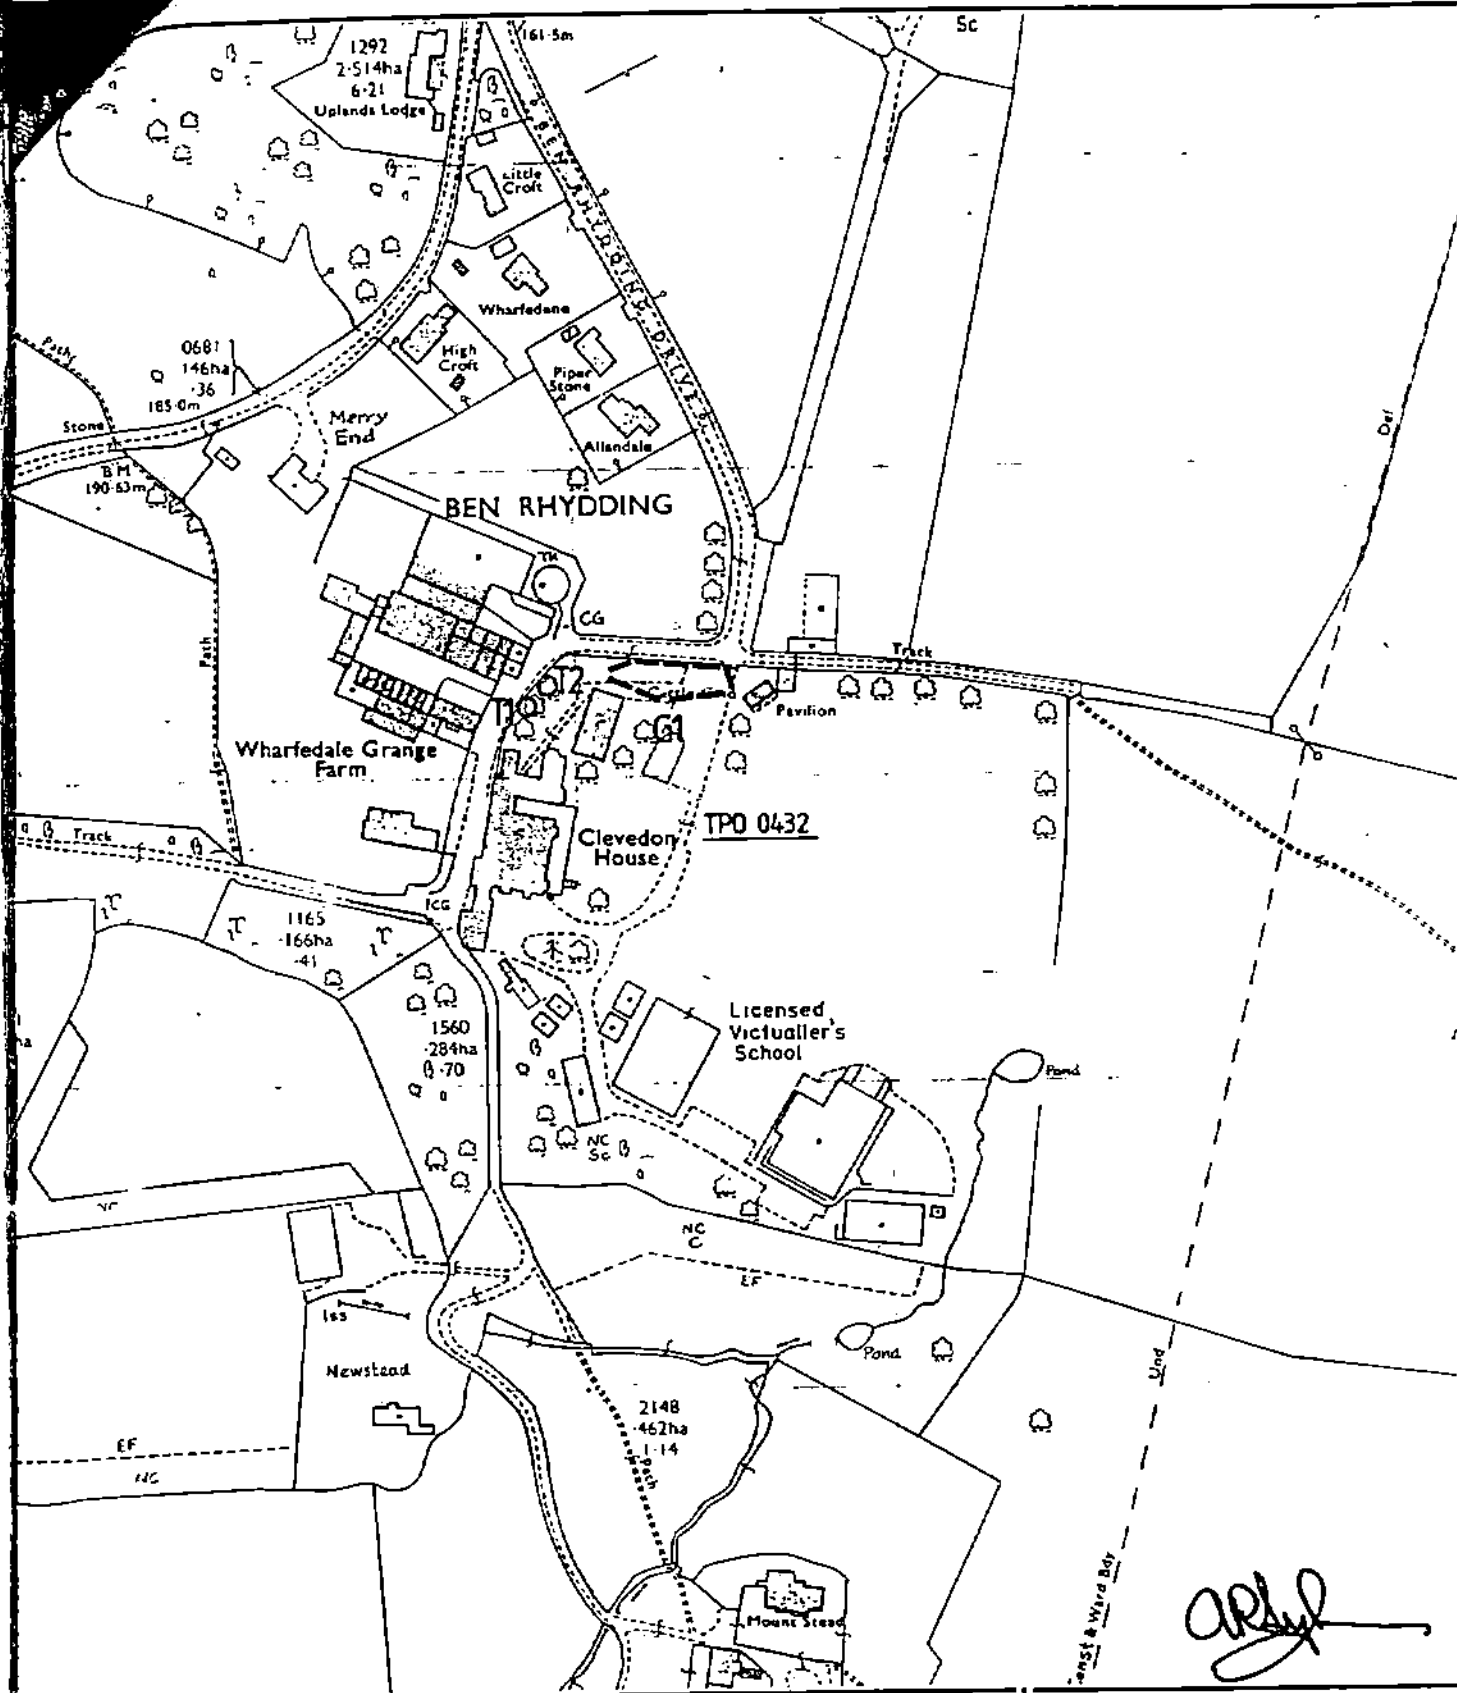 Sc
161·5m
1292
2·514ha
6·21
Uplands Lodge
BEN RHYDDING DRIVE
Little
Croft
Wharfedene
High
Croft
Piper
Stone
Allandale
Path
0681
·146ha
·36
185·0m
Stone
BM
190·63m
Merry
End
BEN RHYDDING
Tk
CG
Track
T2
T1
G1
Pavilion
Def
Path
Wharfedale Grange
Farm
Clevedon
House
TPO 0432
Track
CG
1165
·166ha
·41
1560
·284ha
·70
ha
Licensed
Victualler's
School
Pond
NC
Sc
NC
C
EF
Iss
Newstead
Pond
2148
·462ha
1·14
Path
EF
NC
Und
Const & Ward Bdy
Mount Stead